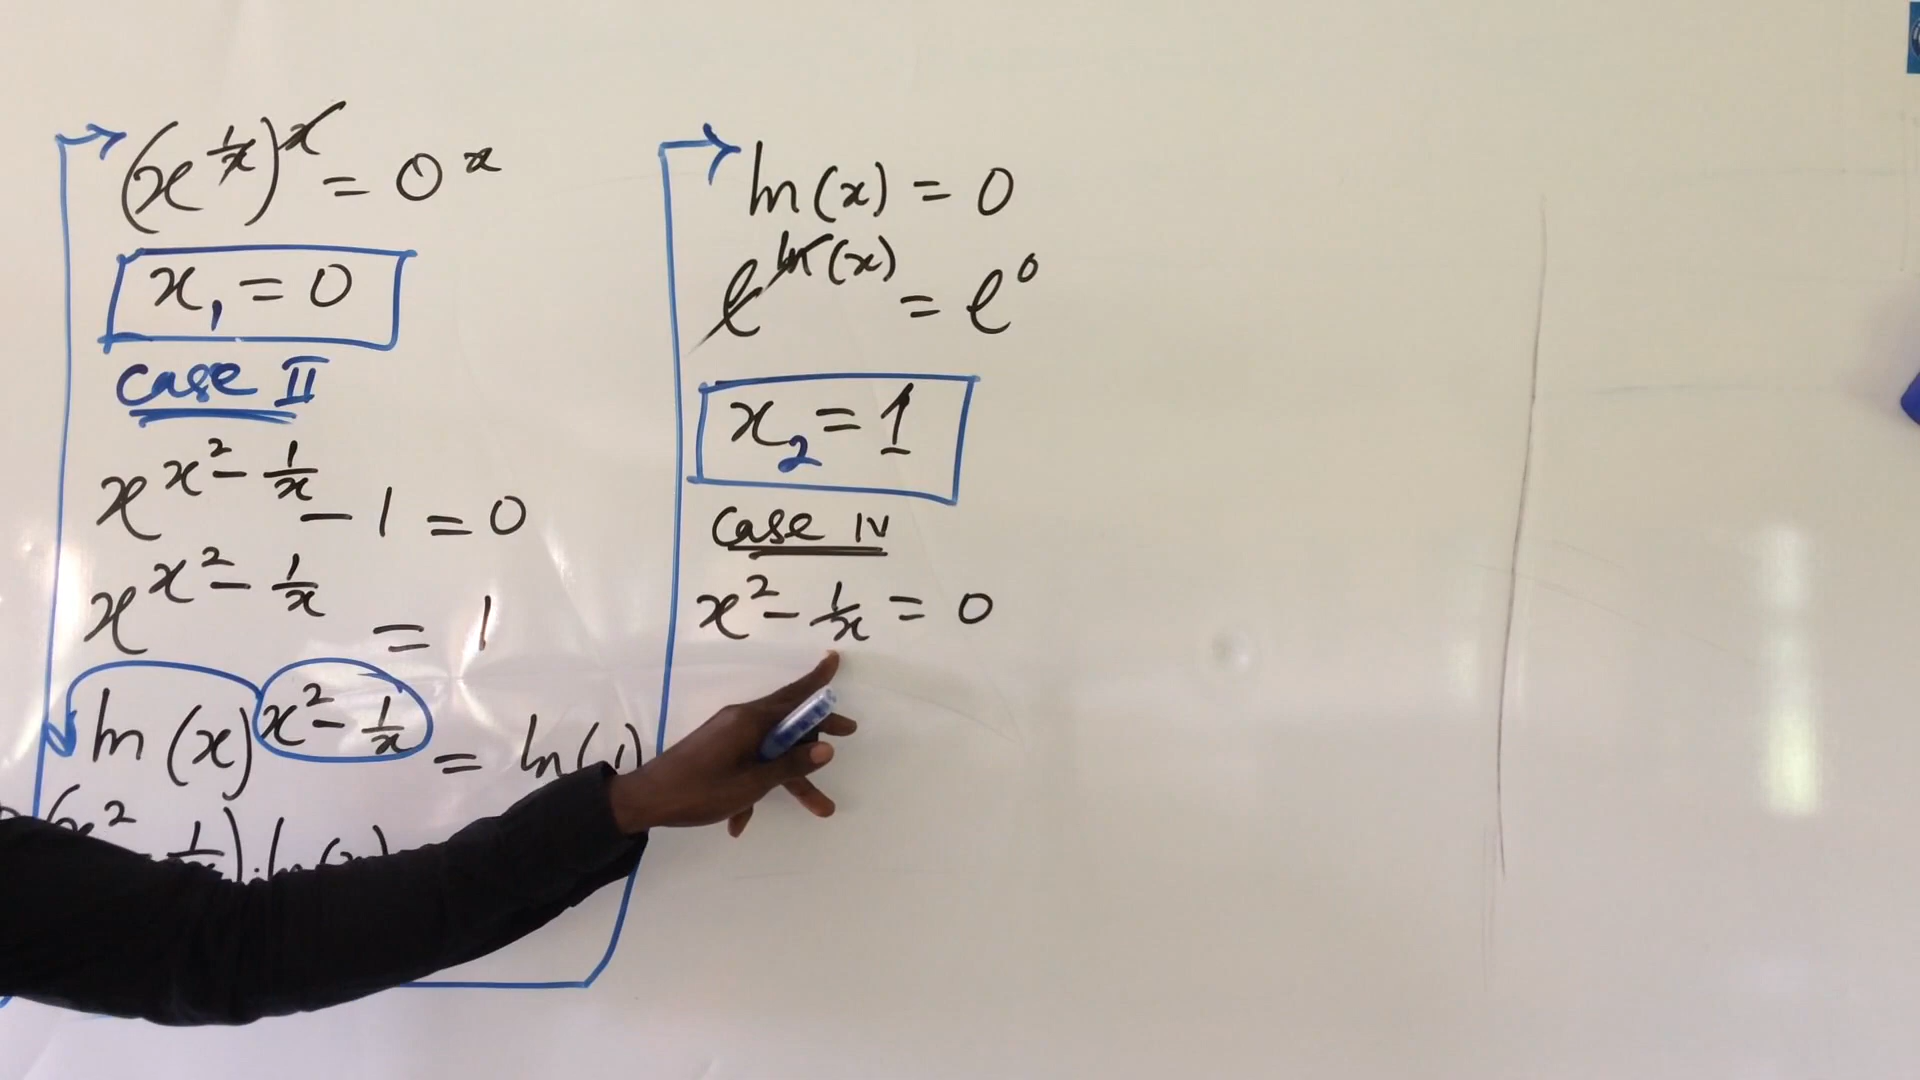 (x^{1/x})^x = 0^x
x₁ = 0
Case II
x^{x² - 1/x} - 1 = 0
x^{x² - 1/x} = 1
ln(x)^{x² - 1/x} = ln(1)
ln(x) = 0
e^{ln(x)} = e^0
x₂ = 1
Case IV
x² - 1/x = 0